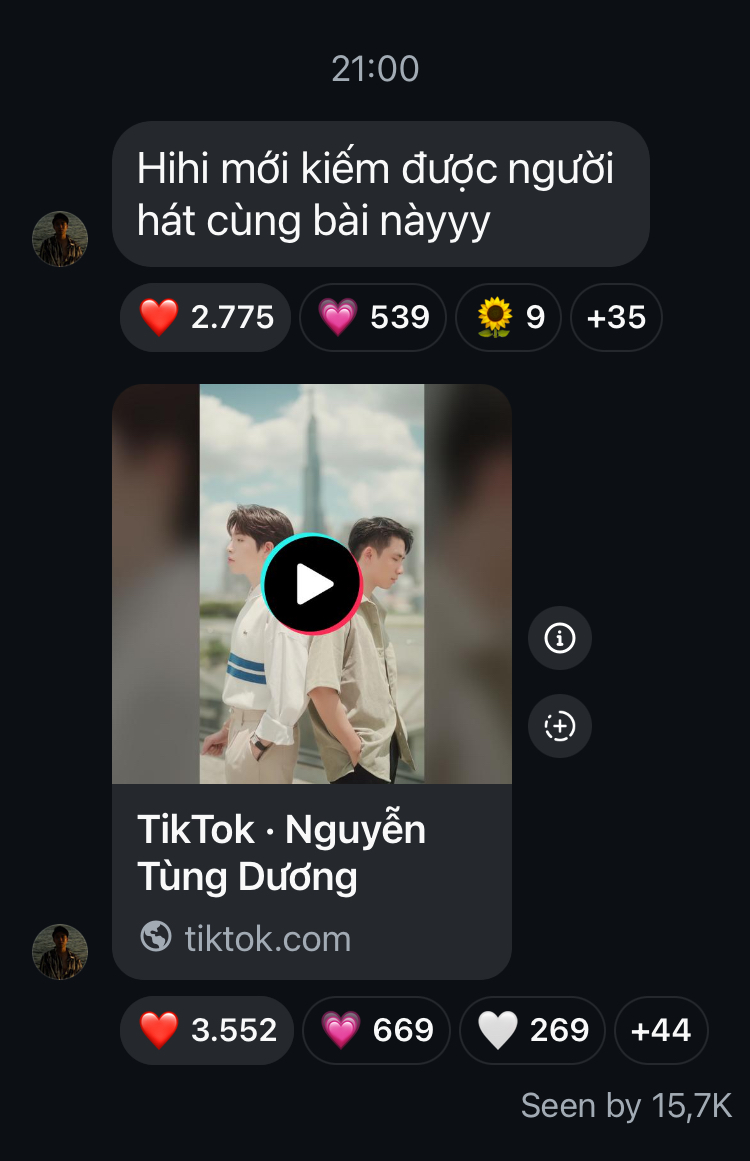 21:00
Hihi mới kiếm được người
hát cùng bài nàyyy
❤️ 2.775 💗 539 🌻 9 +35
TikTok · Nguyễn
Tùng Dương
tiktok.com
❤️ 3.552 💗 669 🤍 269 +44
Seen by 15,7K